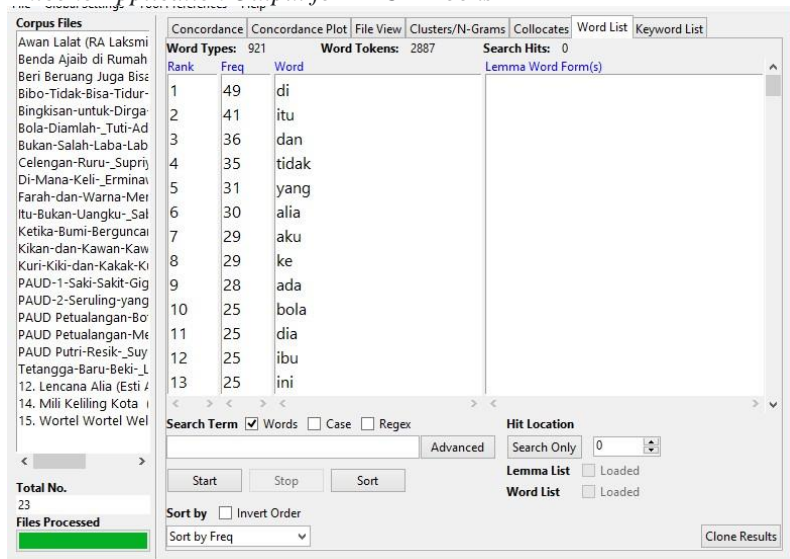 Corpus Files
Awan Lalat (RA Laksmi
Benda Ajaib di Rumah
Beri Beruang Juga Bisa
Bibo-Tidak-Bisa-Tidur-
Bingkisan-untuk-Dirga-
Bola-Diamlah-_Tuti-Ad
Bukan-Salah-Laba-Lab
Celengan-Ruru-_Supriy
Di-Mana-Keli-_Erminaw
Farah-dan-Warna-Mer
Itu-Bukan-Uangku-_Sal
Ketika-Bumi-Berguncan
Kikan-dan-Kawan-Kaw
Kuri-Kiki-dan-Kakak-K
PAUD-1-Saki-Sakit-Gig
PAUD-2-Seruling-yang
PAUD Petualangan-Bo
PAUD Petualangan-Me
PAUD Putri-Resik-_Suy
Tetangga-Baru-Beki-_L
12. Lencana Alia (Esti
14. Mili Keliling Kota (
15. Wortel Wortel Wel
Total No.
23
Files Processed
Concordance Concordance Plot File View Clusters/N-Grams Collocates Word List Keyword List
Word Types: 921 Word Tokens: 2887 Search Hits: 0
Rank Freq Word Lemma Word Form(s)
1 49 di
2 41 itu
3 36 dan
4 35 tidak
5 31 yang
6 30 alia
7 29 aku
8 29 ke
9 28 ada
10 25 bola
11 25 dia
12 25 ibu
13 25 ini
Search Term Words Case Regex Hit Location
Advanced Search Only 0
Start Stop Sort Lemma List Loaded
Word List Loaded
Sort by Invert Order
Sort by Freq Clone Results